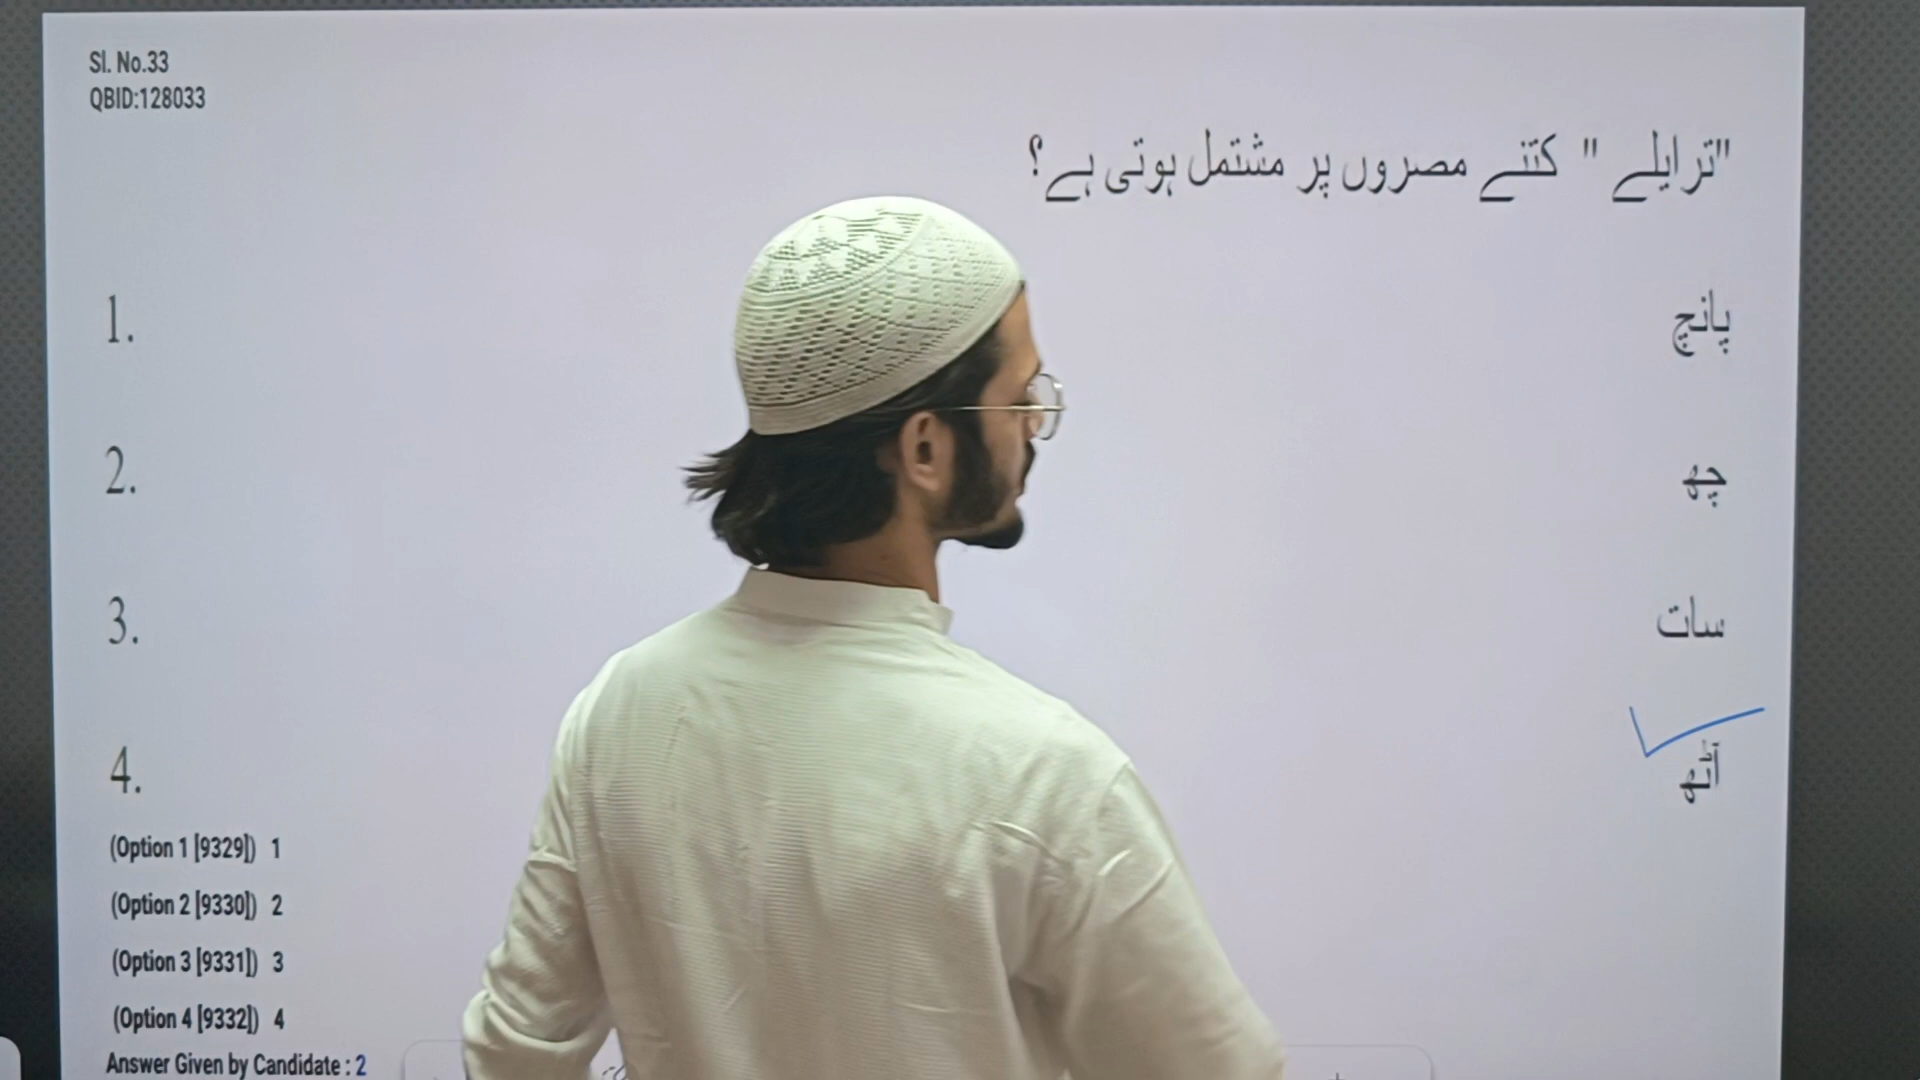 Sl. No.33
QBID:128033
"ترایلے " کتنے مصروں پر مشتمل ہوتی ہے؟
1. پانچ
2. چھ
3. سات
4. آٹھ
(Option 1 [9329]) 1
(Option 2 [9330]) 2
(Option 3 [9331]) 3
(Option 4 [9332]) 4
Answer Given by Candidate : 2